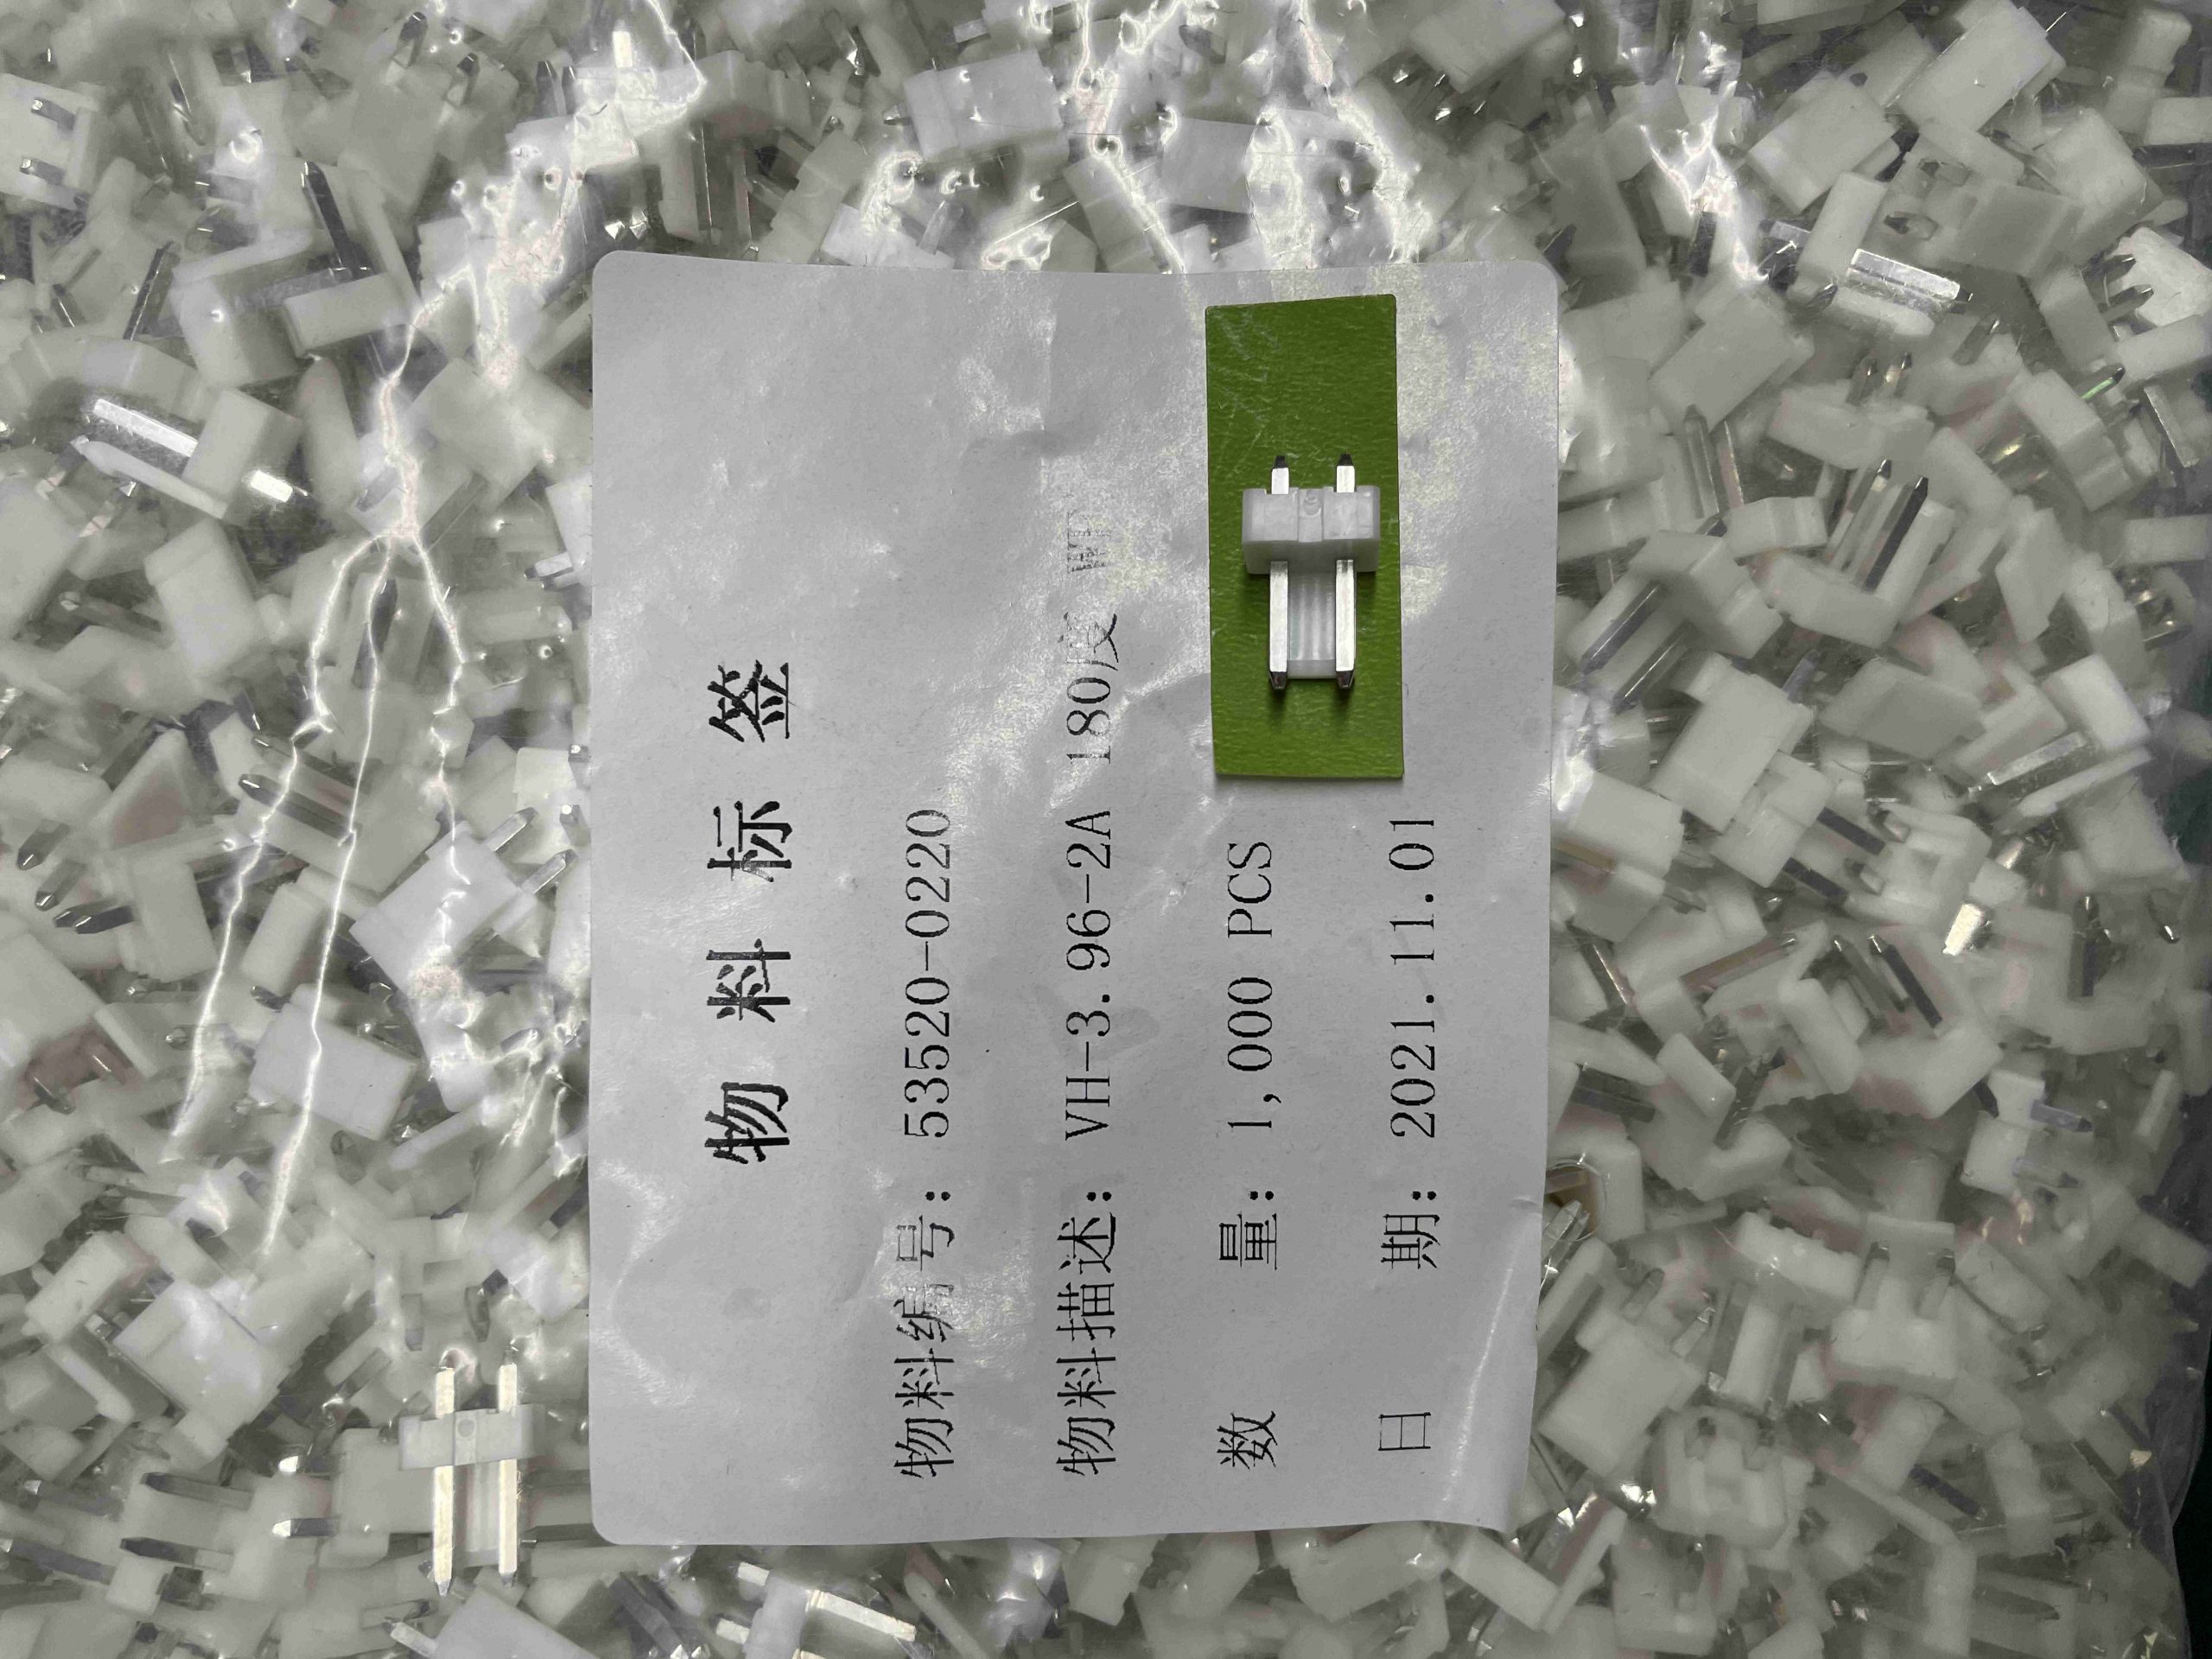 物料标签
物料编号: 53520-0220
物料描述: VH-3.96-2A 180度 WT
数量: 1,000 PCS
日期: 2021.11.01